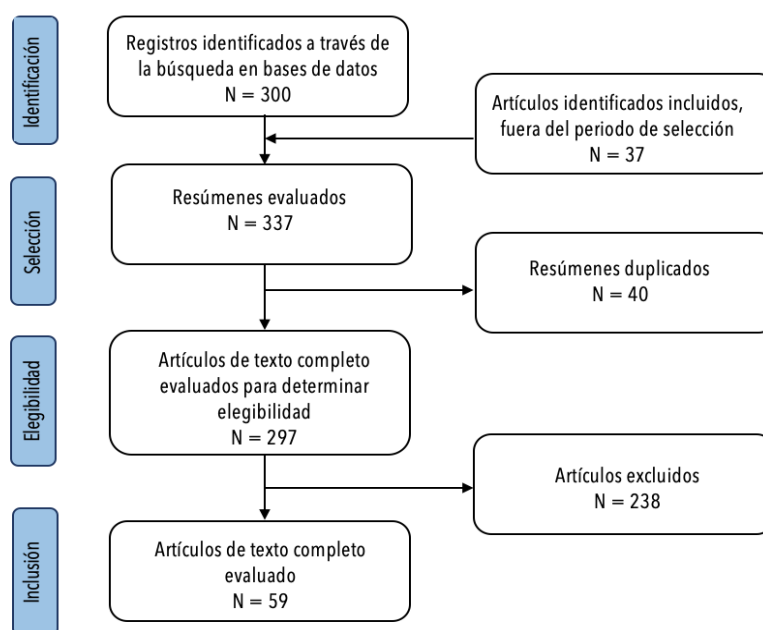 Identificación
Registros identificados a través de
la búsqueda en bases de datos
N = 300
Artículos identificados incluidos,
fuera del periodo de selección
N = 37
Selección
Resúmenes evaluados
N = 337
Resúmenes duplicados
N = 40
Elegibilidad
Artículos de texto completo
evaluados para determinar
elegibilidad
N = 297
Artículos excluidos
N = 238
Inclusión
Artículos de texto completo
evaluado
N = 59